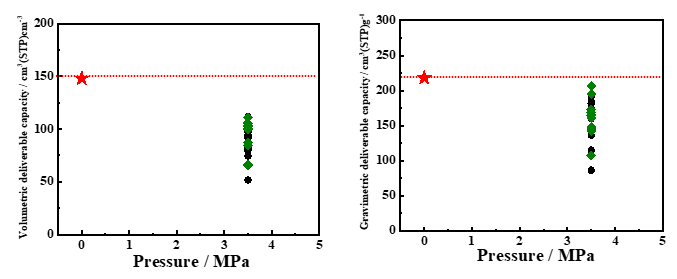 Volumetric deliverable capacity / cm³(STP)cm⁻³
200
150
100
50
0
0 1 2 3 4 5
Pressure / MPa
Gravimetric deliverable capacity / cm³(STP)g⁻¹
300
250
200
150
100
50
0
0 1 2 3 4 5
Pressure / MPa